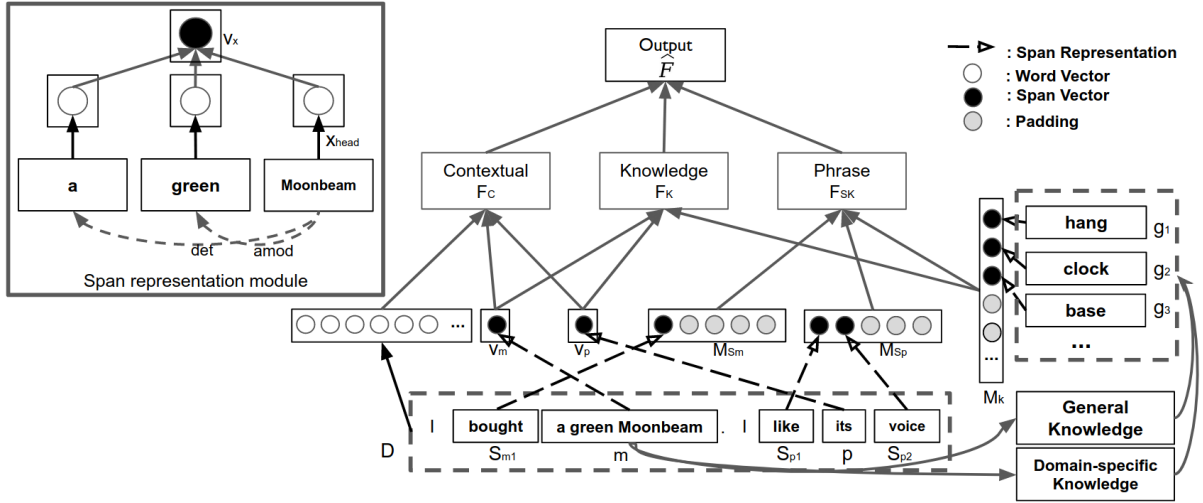 vx
a
green
Moonbeam
xhead
det
amod
Span representation module
Output
F̂
Contextual
FC
Knowledge
FK
Phrase
FSK
: Span Representation
: Word Vector
: Span Vector
: Padding
hang
g1
clock
g2
base
g3
...
...
Mk
...
vm
vp
MSm
MSp
D
I
bought
a green Moonbeam
.
I
like
its
voice
Sm1
m
Sp1
p
Sp2
General
Knowledge
Domain-specific
Knowledge